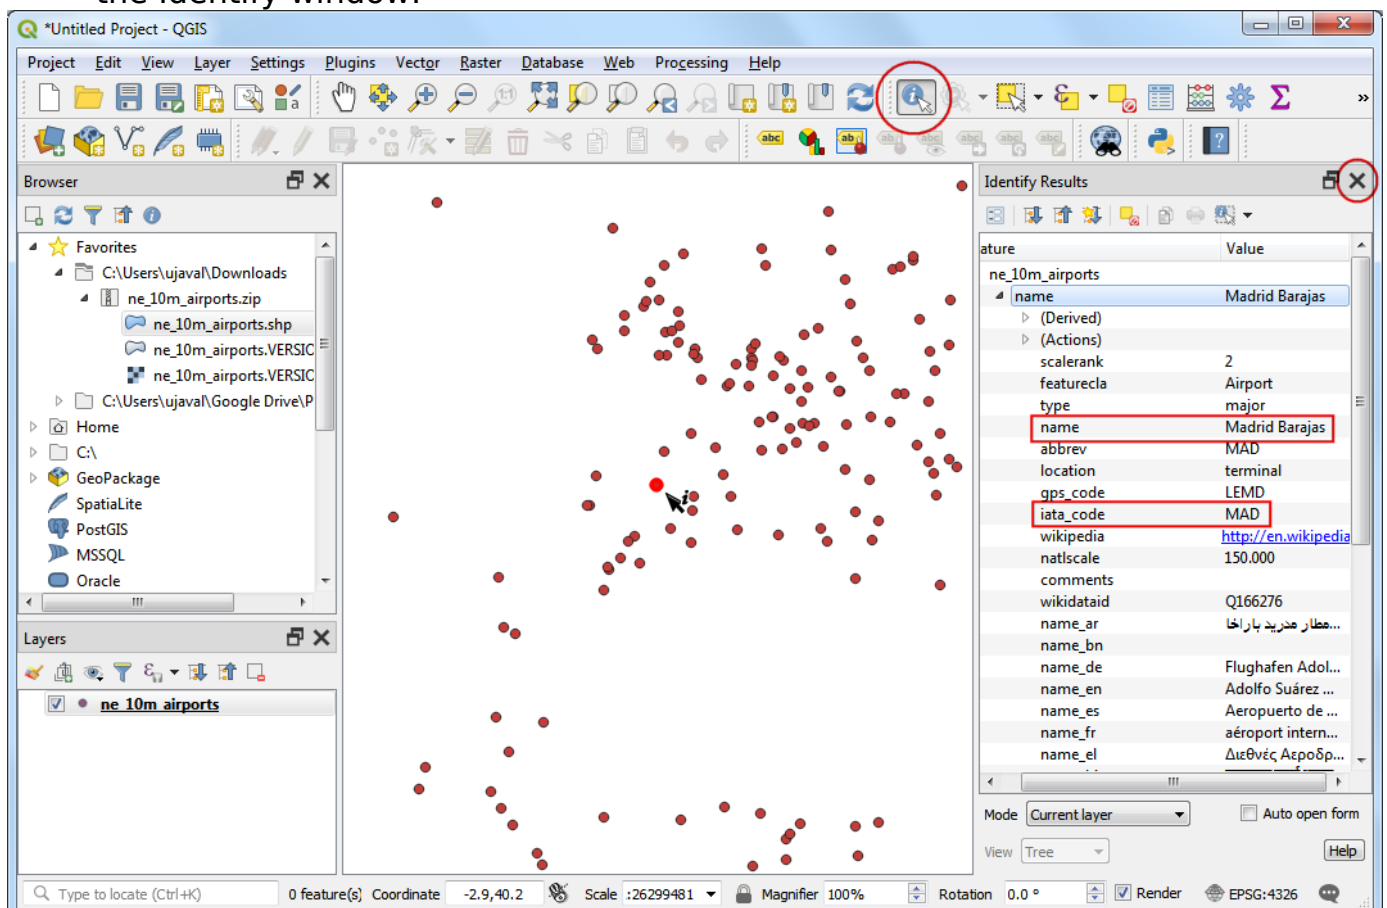 the Identify window.
*Untitled Project - QGIS
Project Edit View Layer Settings Plugins Vector Raster Database Web Processing Help
Browser
Favorites
C:\Users\ujaval\Downloads
ne_10m_airports.zip
ne_10m_airports.shp
ne_10m_airports.VERSIC
ne_10m_airports.VERSIC
C:\Users\ujaval\Google Drive\P
Home
C:\
GeoPackage
SpatiaLite
PostGIS
MSSQL
Oracle
Layers
ne_10m_airports
Identify Results
ature Value
ne_10m_airports
name Madrid Barajas
(Derived)
(Actions)
scalerank 2
featurecla Airport
type major
name Madrid Barajas
abbrev MAD
location terminal
gps_code LEMD
iata_code MAD
wikipedia http://en.wikipedia
natlscale 150.000
comments
wikidataid Q166276
name_ar مطار مدريد باراخا...
name_bn
name_de Flughafen Adol...
name_en Adolfo Suárez ...
name_es Aeropuerto de ...
name_fr aéroport intern...
name_el Διεθνές Αεροδρ...
Mode Current layer Auto open form
View Tree Help
Type to locate (Ctrl+K) 0 feature(s) Coordinate -2.9,40.2 Scale :26299481 Magnifier 100% Rotation 0.0 ° Render EPSG:4326